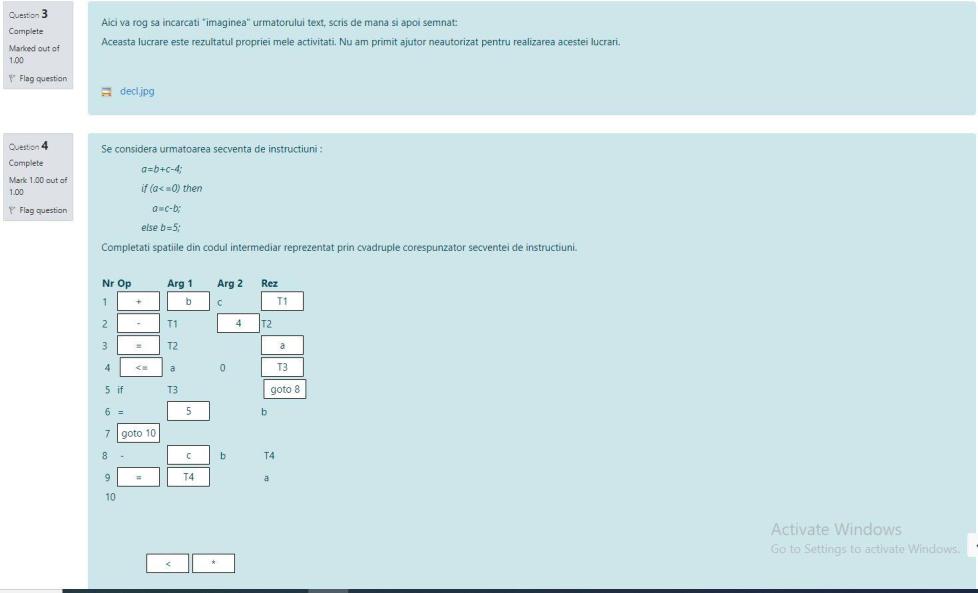 Question 3
Complete
Marked out of
1.00
Flag question
Aici va rog sa incarcati "imaginea" urmatorului text, scris de mana si apoi semnat:
Aceasta lucrare este rezultatul propriei mele activitati. Nu am primit ajutor neautorizat pentru realizarea acestei lucrari.
decl.jpg
Question 4
Complete
Mark 1.00 out of
1.00
Flag question
Se considera urmatoarea secventa de instructiuni :
a=b+c-4;
if (a<=0) then
a=c-b;
else b=5;
Completati spatiile din codul intermediar reprezentat prin cvadruple corespunzator secventei de instructiuni.
Nr Op Arg 1 Arg 2 Rez
1 + b c T1
2 - T1 4 T2
3 = T2 a
4 <= a 0 T3
5 if T3 goto 8
6 = 5 b
7 goto 10
8 - c b T4
9 = T4 a
10
< *
Activate Windows
Go to Settings to activate Windows.